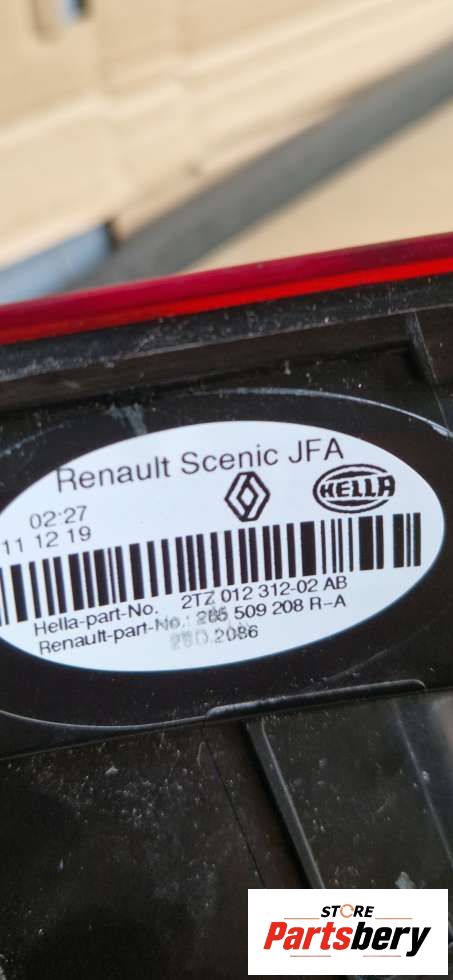 Renault Scenic JFA
HELLA
02:27
11 12 19
Hella-part-No. 2TZ 012 312-02 AB
Renault-part-No.: 265 509 208 R-A
2086
STORE
Partsbery